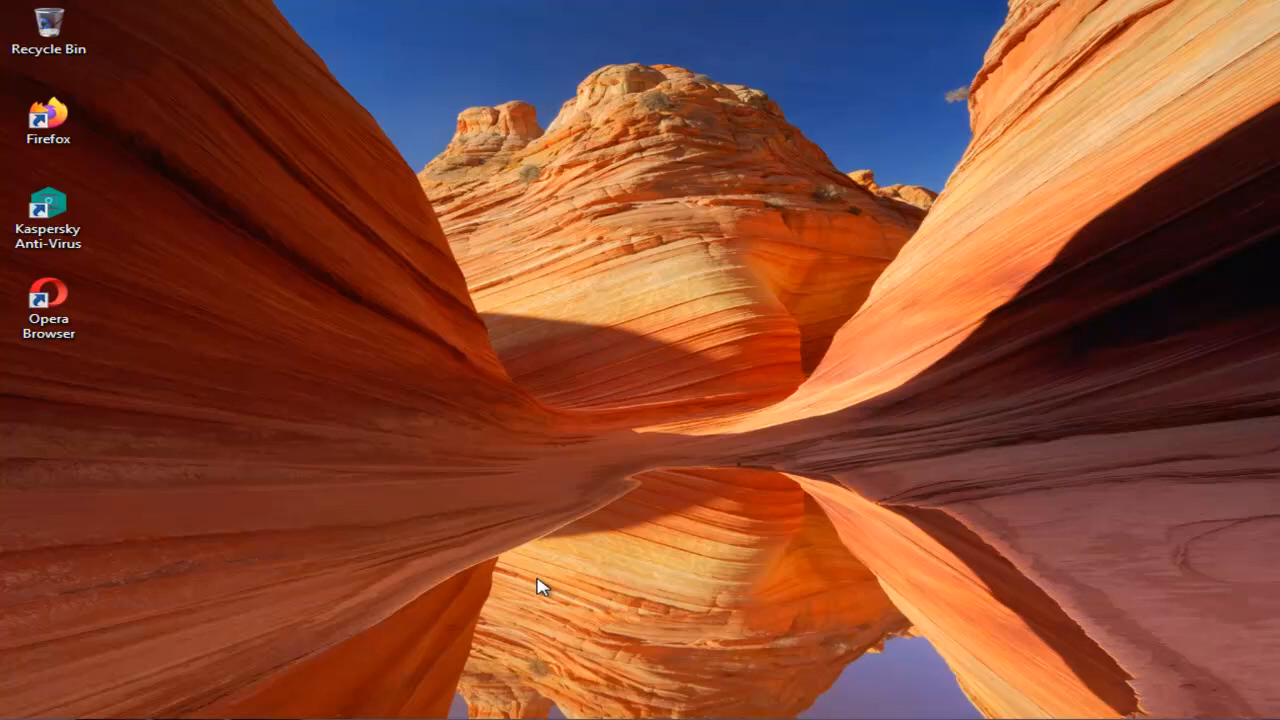 Recycle Bin
Firefox
Kaspersky
Anti-Virus
Opera
Browser